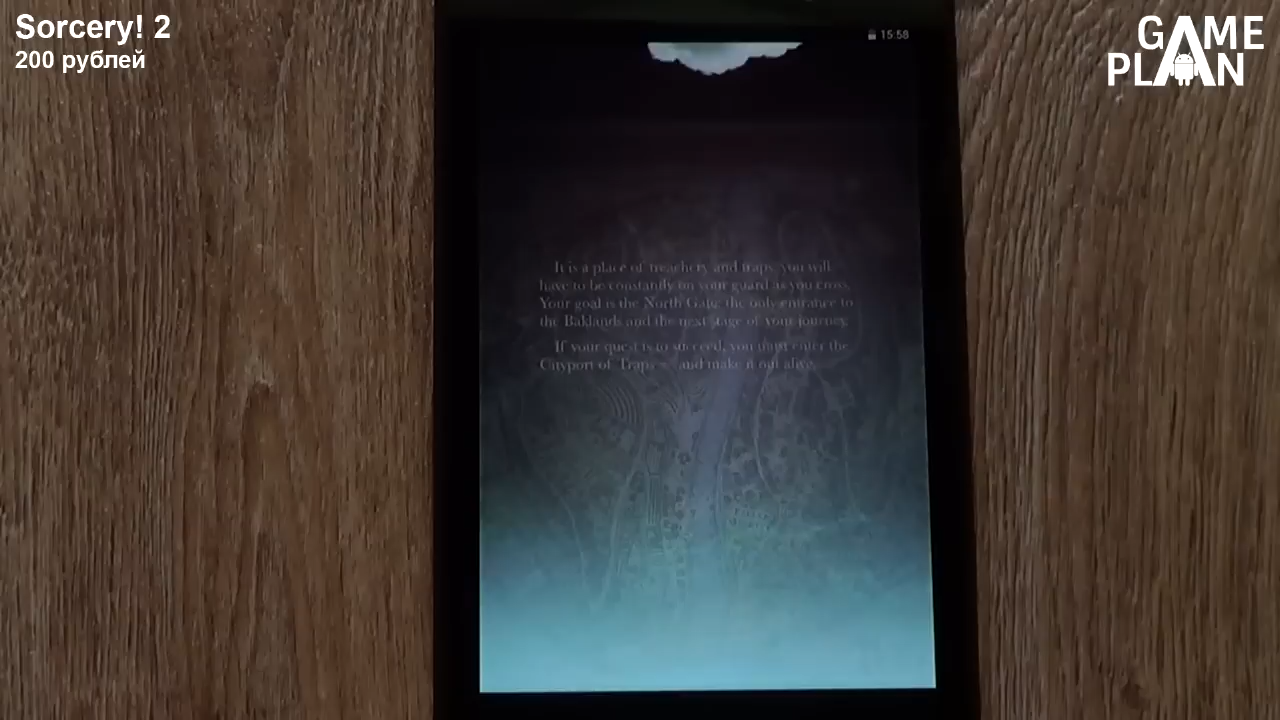 Sorcery! 2
200 рублей
GAME
PLAN
15:58
It is a place of treachery and traps, you will
have to be constantly on your guard as you cross.
Your goal is the North Gate: the only entrance to
the Baklands and the next stage of your journey.
If your quest is to succeed, you must enter the
Cityport of Traps – and make it out alive.